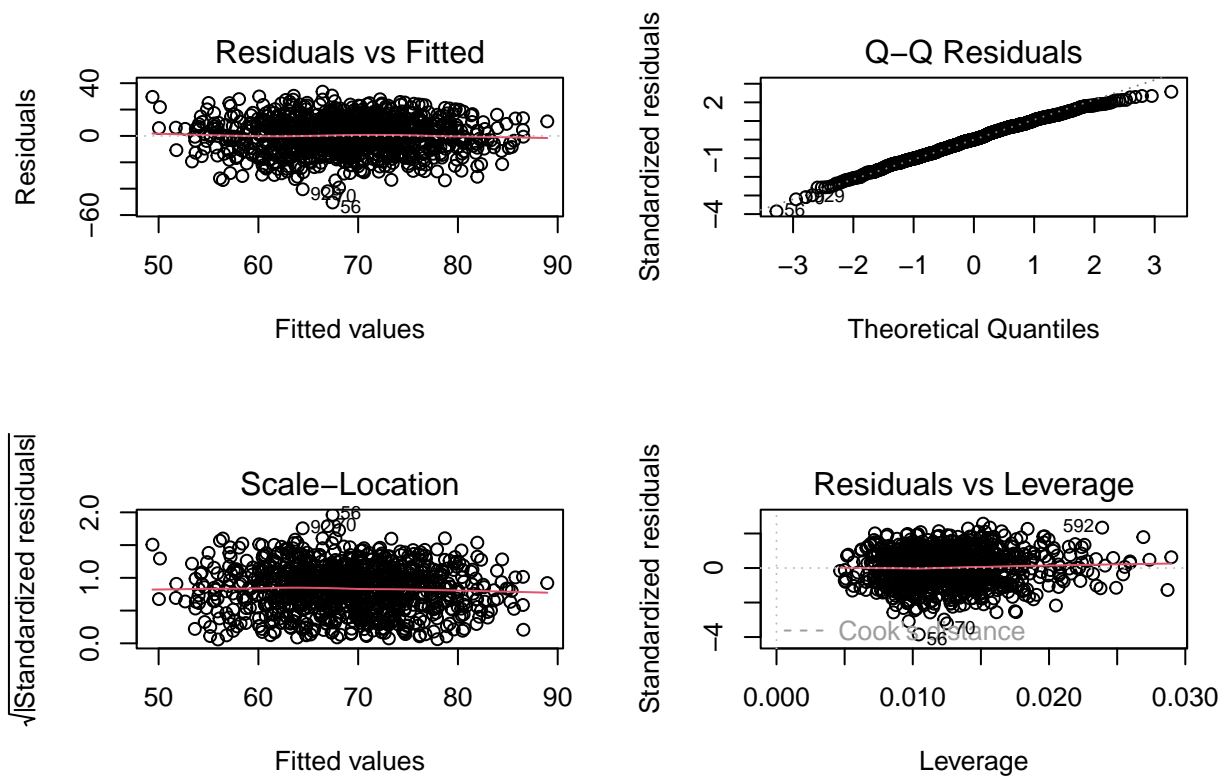 Residuals vs Fitted
Residuals
40
0
−60
50 60 70 80 90
Fitted values
56
Q−Q Residuals
Standardized residuals
2
−1
−4
−3 −2 −1 0 1 2 3
Theoretical Quantiles
56
Scale−Location
√|Standardized residuals|
2.0
1.0
0.0
50 60 70 80 90
Fitted values
56
Residuals vs Leverage
Standardized residuals
0
−4
0.000 0.010 0.020 0.030
Leverage
592
70
56
Cook's distance